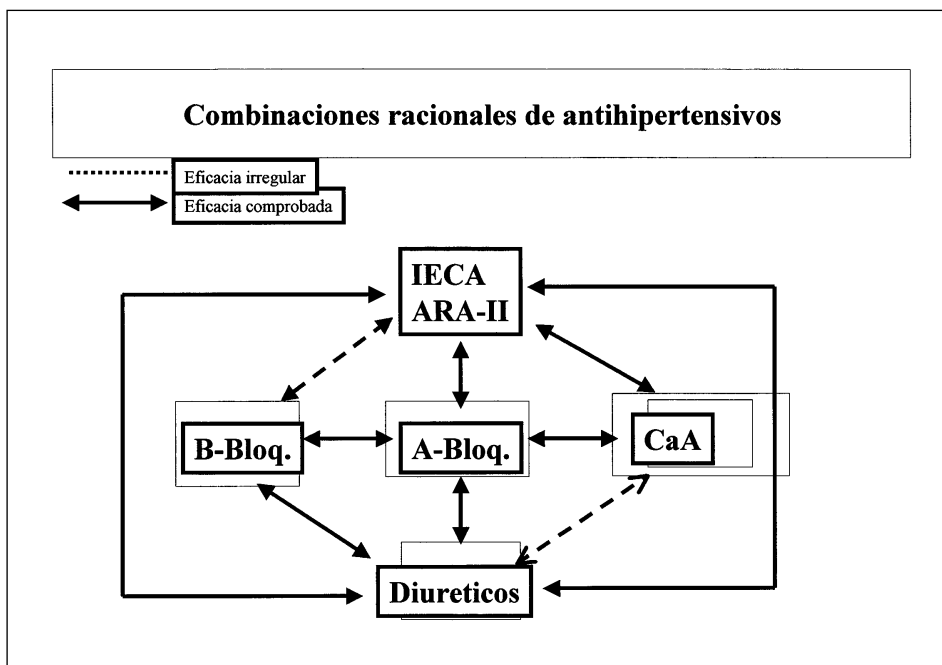 Combinaciones racionales de antihipertensivos
Eficacia irregular
Eficacia comprobada
IECA
ARA-II
B-Bloq.
A-Bloq.
CaA
Diureticos